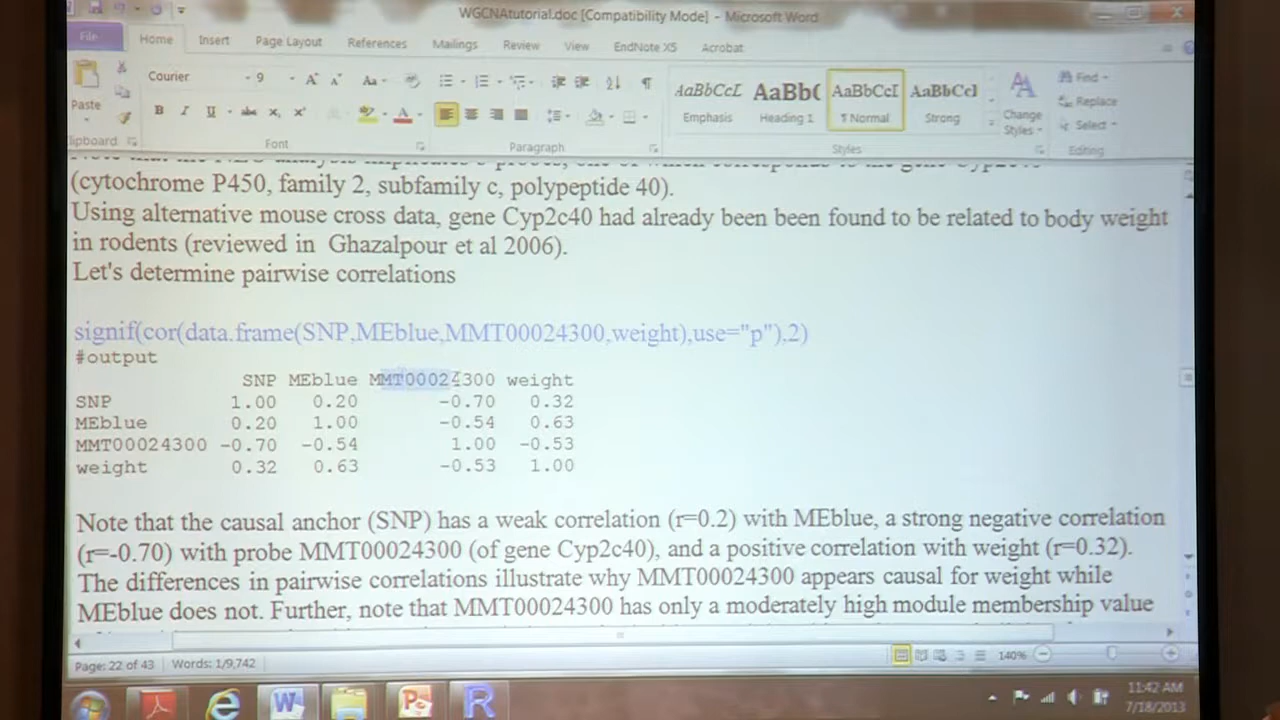 WGCNAtutorial.doc [Compatibility Mode] - Microsoft Word
File Home Insert Page Layout References Mailings Review View EndNote X5 Acrobat
Courier 9 Aa
AaBbCcI AaBb( AaBbCcI AaBbCcl
Find
Replace
Select
Paste
B I U abc
Emphasis Heading 1 ¶ Normal Strong
Change
Styles
lipboard Font Paragraph Styles Editing
(cytochrome P450, family 2, subfamily c, polypeptide 40).
Using alternative mouse cross data, gene Cyp2c40 had already been been found to be related to body weight
in rodents (reviewed in Ghazalpour et al 2006).
Let's determine pairwise correlations
signif(cor(data.frame(SNP,MEblue,MMT00024300,weight),use="p"),2)
#output
SNP MEblue MMT00024300 weight
SNP 1.00 0.20 -0.70 0.32
MEblue 0.20 1.00 -0.54 0.63
MMT00024300 -0.70 -0.54 1.00 -0.53
weight 0.32 0.63 -0.53 1.00
Note that the causal anchor (SNP) has a weak correlation (r=0.2) with MEblue, a strong negative correlation
(r=-0.70) with probe MMT00024300 (of gene Cyp2c40), and a positive correlation with weight (r=0.32).
The differences in pairwise correlations illustrate why MMT00024300 appears causal for weight while
MEblue does not. Further, note that MMT00024300 has only a moderately high module membership value
Page: 22 of 43 Words: 1/9,742 140%
11:42 AM
7/18/2013